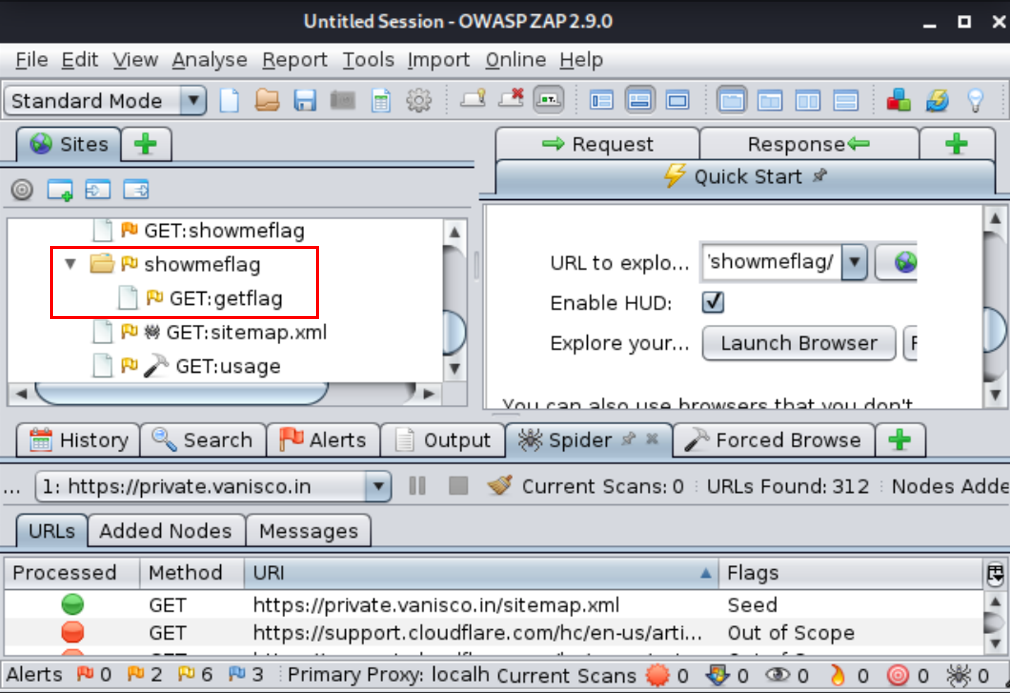 Untitled Session - OWASP ZAP 2.9.0
File Edit View Analyse Report Tools Import Online Help
Standard Mode
Sites
Request Response
Quick Start
GET:showmeflag
showmeflag
GET:getflag
GET:sitemap.xml
GET:usage
URL to explo... 'showmeflag/
Enable HUD:
Explore your... Launch Browser
You can also use browsers that you don't
History Search Alerts Output Spider Forced Browse
... 1: https://private.vanisco.in Current Scans: 0 URLs Found: 312 Nodes Adde
URLs Added Nodes Messages
Processed Method URI Flags
GET https://private.vanisco.in/sitemap.xml Seed
GET https://support.cloudflare.com/hc/en-us/arti... Out of Scope
Alerts 0 2 6 3 Primary Proxy: localh Current Scans 0 0 0 0 0 0